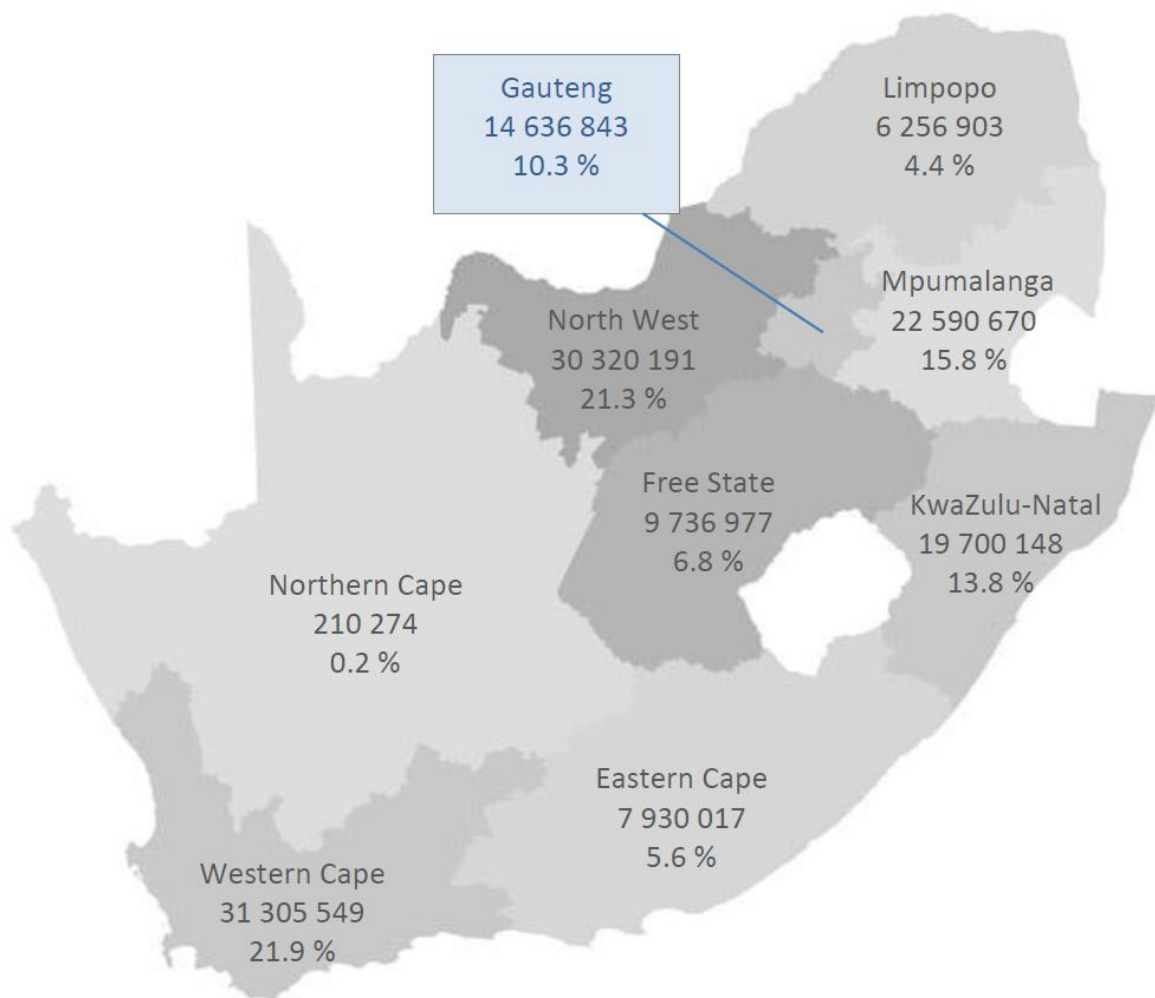 Gauteng
14 636 843
10.3 %
Limpopo
6 256 903
4.4 %
Mpumalanga
22 590 670
15.8 %
North West
30 320 191
21.3 %
Free State
9 736 977
6.8 %
KwaZulu-Natal
19 700 148
13.8 %
Northern Cape
210 274
0.2 %
Eastern Cape
7 930 017
5.6 %
Western Cape
31 305 549
21.9 %